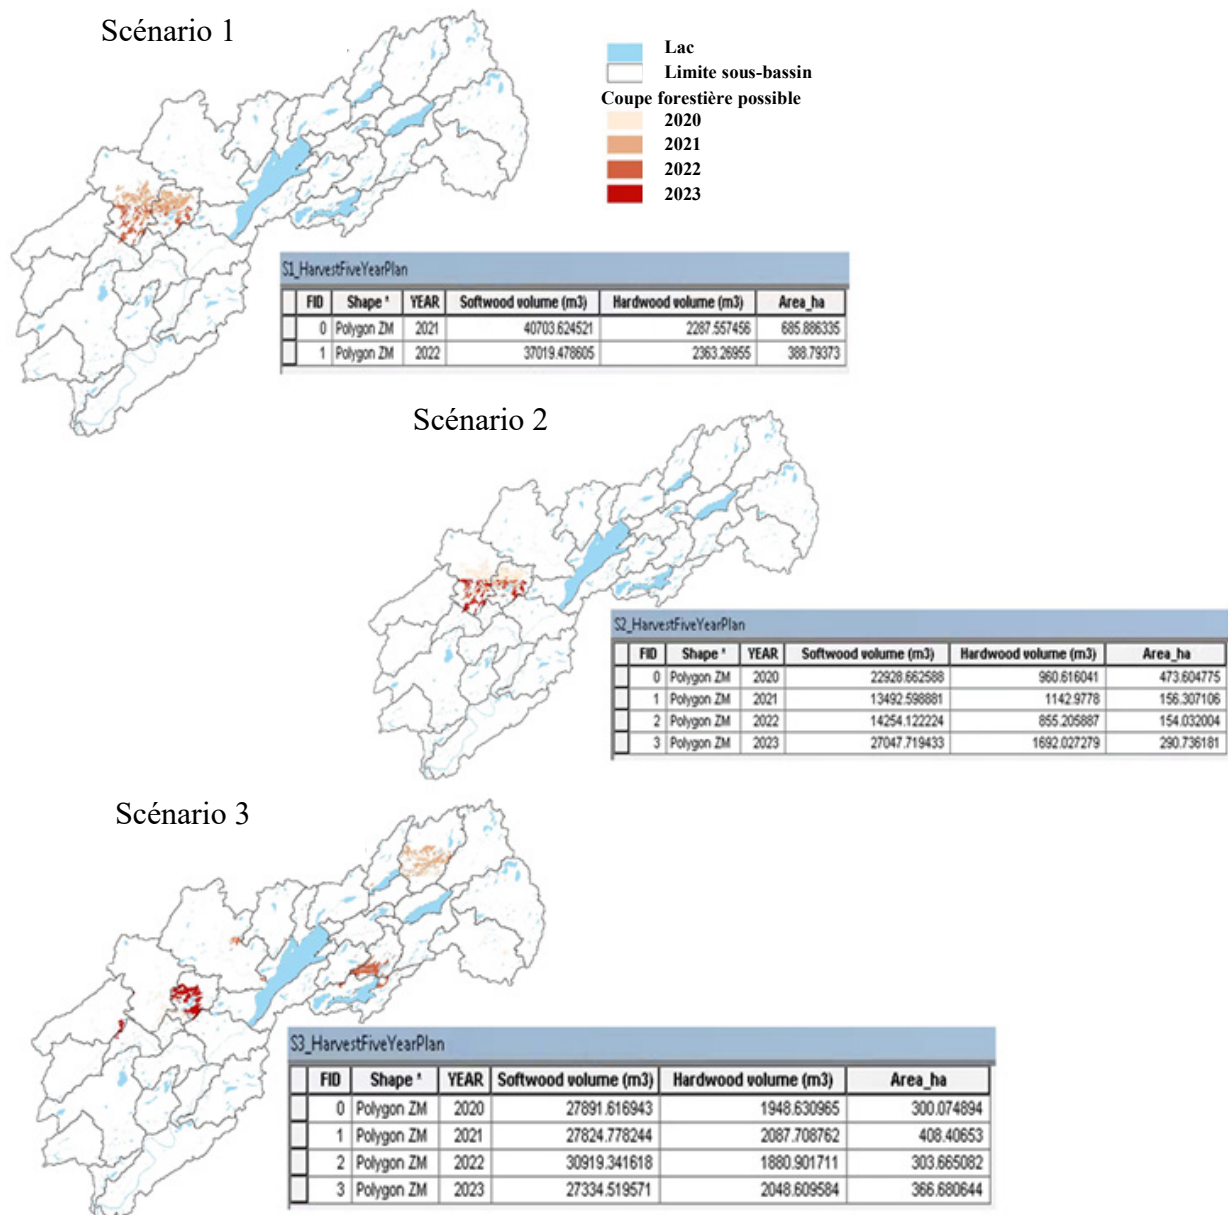 Scénario 1
Lac
Limite sous-bassin
Coupe forestière possible
2020
2021
2022
2023
S1_HarvestFiveYearPlan
FID Shape * YEAR Softwood volume (m3) Hardwood volume (m3) Area_ha
0 Polygon ZM 2021 40703.624521 2287.557456 685.886335
1 Polygon ZM 2022 37019.478605 2363.26955 388.79373
Scénario 2
S2_HarvestFiveYearPlan
FID Shape * YEAR Softwood volume (m3) Hardwood volume (m3) Area_ha
0 Polygon ZM 2020 22928.662588 960.616041 473.604775
1 Polygon ZM 2021 13492.598881 1142.9778 156.307106
2 Polygon ZM 2022 14254.122224 855.205887 154.032004
3 Polygon ZM 2023 27047.719433 1692.027279 290.736181
Scénario 3
S3_HarvestFiveYearPlan
FID Shape * YEAR Softwood volume (m3) Hardwood volume (m3) Area_ha
0 Polygon ZM 2020 27891.616943 1948.630965 300.074894
1 Polygon ZM 2021 27824.778244 2087.708762 408.40653
2 Polygon ZM 2022 30919.341618 1880.901711 303.665082
3 Polygon ZM 2023 27334.519571 2048.609584 366.680644